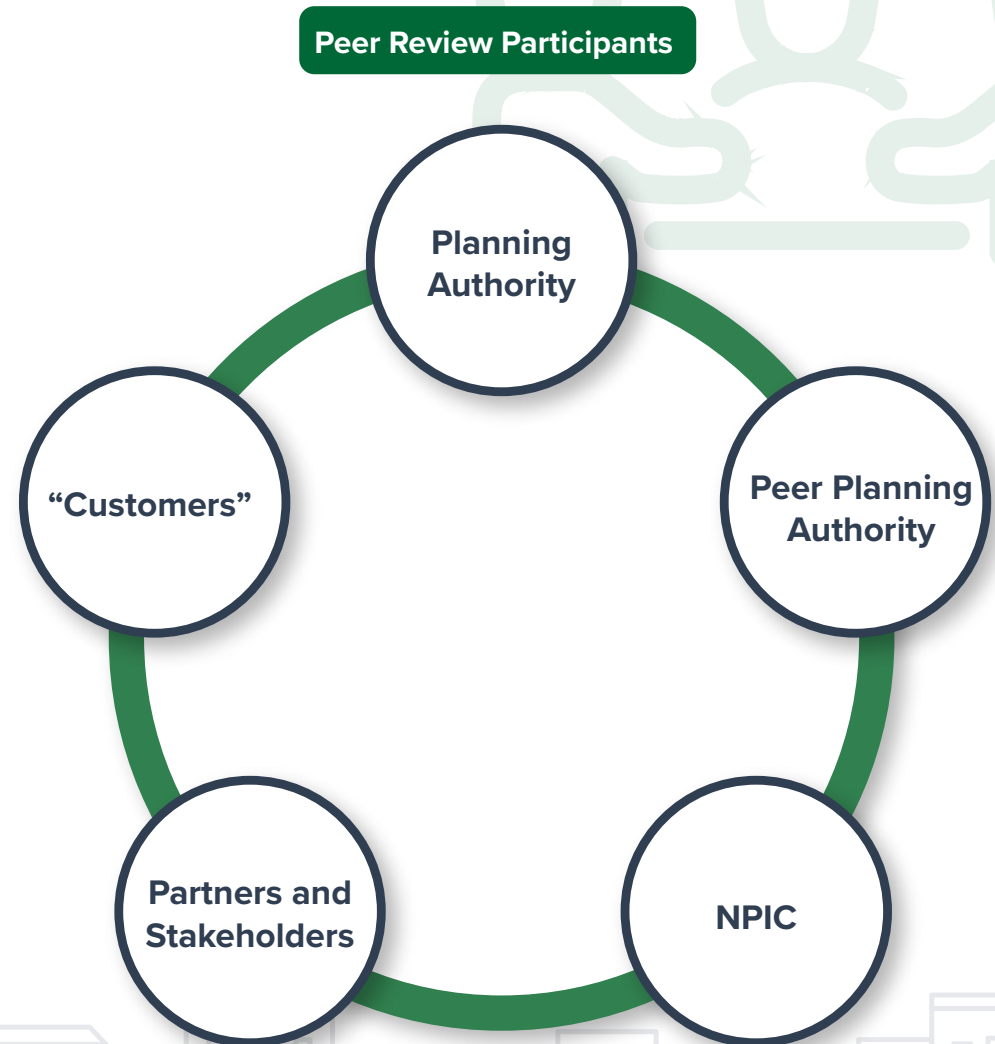 Peer Review Participants
Planning
Authority
“Customers”
Peer Planning
Authority
Partners and
Stakeholders
NPIC